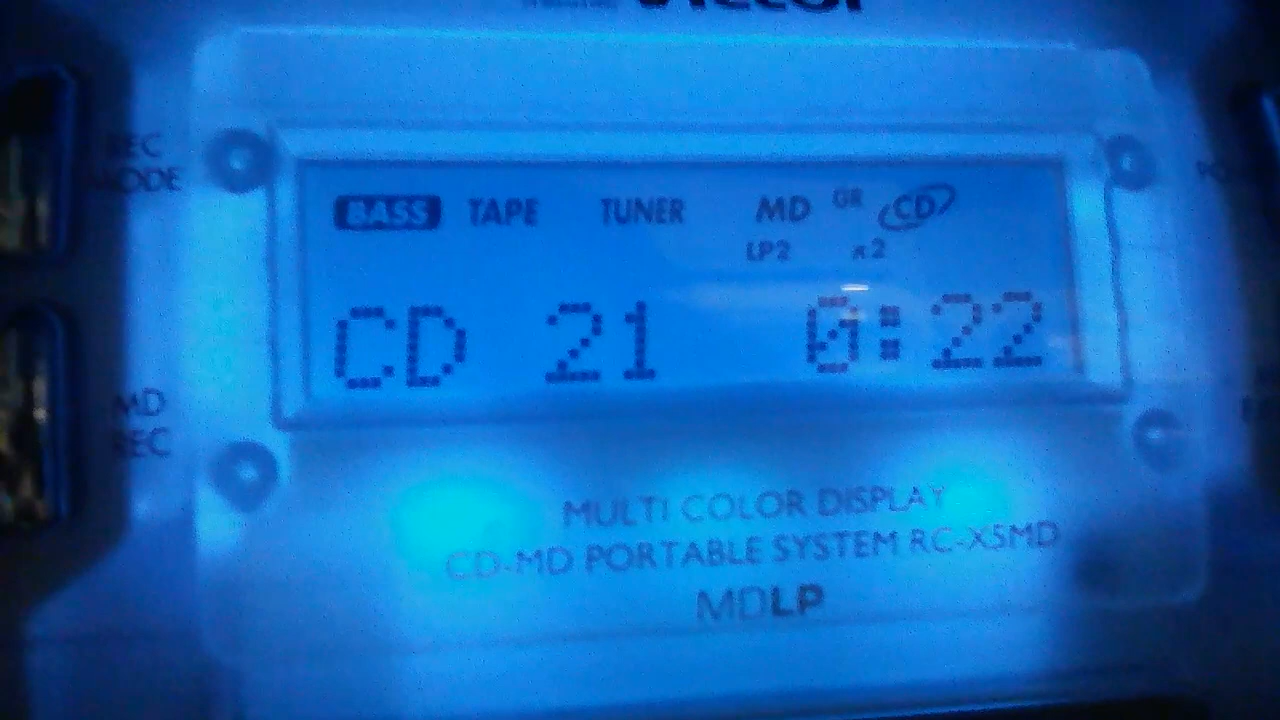 Victor
REC
MODE
BASS TAPE TUNER MD GR CD
LP2 x2
CD 21 0:22
MD
REC
MULTI COLOR DISPLAY
CD-MD PORTABLE SYSTEM RC-X5MD
MDLP